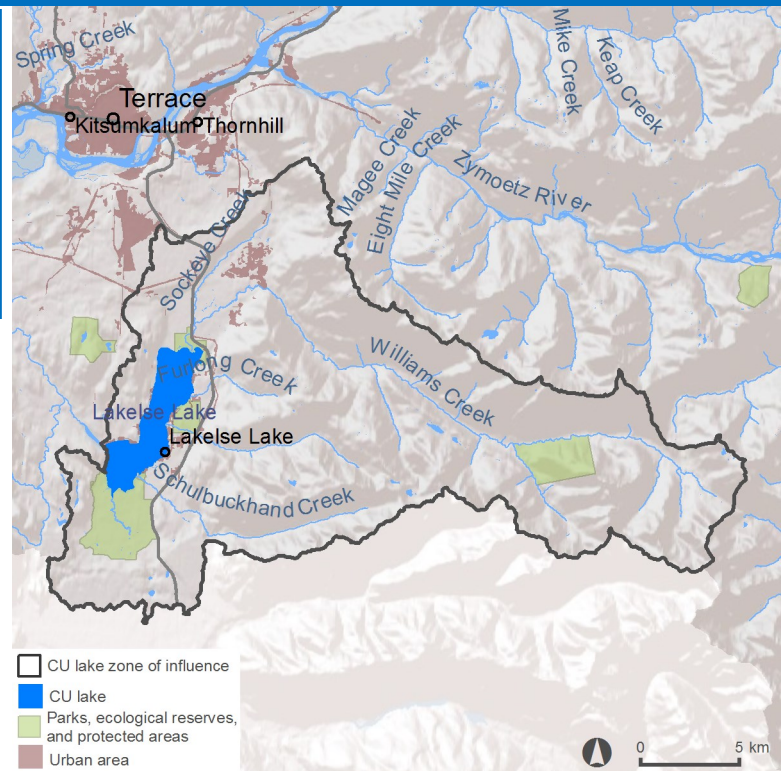 Spring Creek
Mike Creek
Keap Creek
Terrace
Kitsumkalum
Thornhill
Magee Creek
Eight Mile Creek
Zymoetz River
Sockeye Creek
Furlong Creek
Williams Creek
Lakelse Lake
Lakelse Lake
Schulbuckhand Creek
CU lake zone of influence
CU lake
Parks, ecological reserves,
and protected areas
Urban area
0 5 km